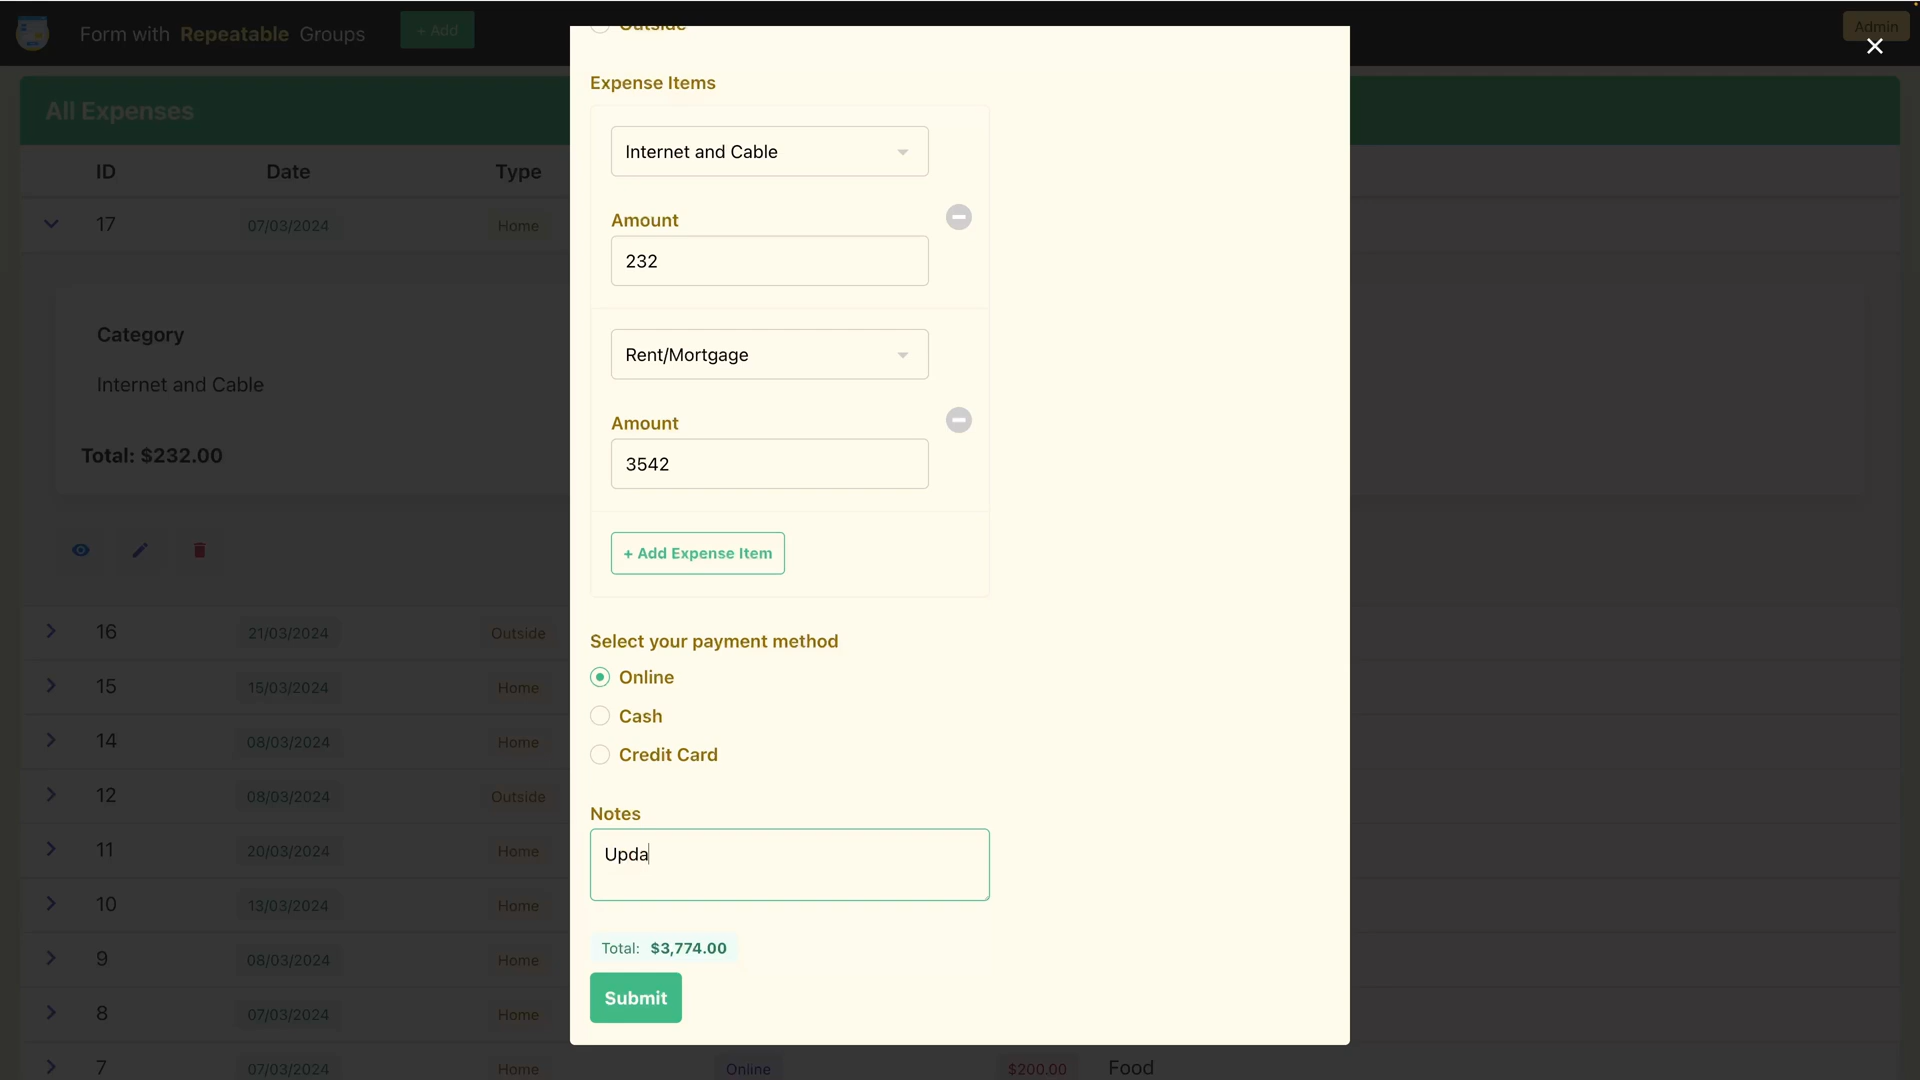 Form with Repeatable Groups
+ Add
Admin
Outside
All Expenses
Expense Items
ID Date Type
Internet and Cable
17 07/03/2024 Home
Amount
232
Category
Rent/Mortgage
Internet and Cable
Amount
Total: $232.00
3542
+ Add Expense Item
16 21/03/2024 Outside
Select your payment method
Online
15 15/03/2024 Home
Cash
14 08/03/2024 Home
Credit Card
12 08/03/2024 Outside
Notes
11 20/03/2024 Home
Upda
10 13/03/2024 Home
Total: $3,774.00
9 08/03/2024 Home
Submit
8 07/03/2024 Home
7 07/03/2024 Home Online $200.00 Food